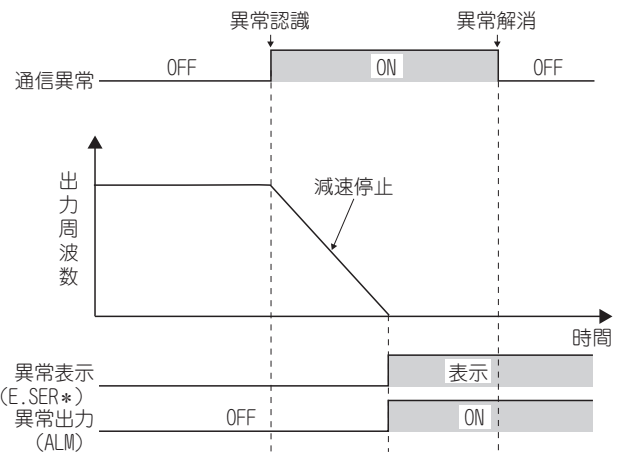 異常認識
異常解消
通信異常
OFF
ON
OFF
出力周波数
減速停止
時間
異常表示
(E.SER*)
表示
異常出力
(ALM)
OFF
ON